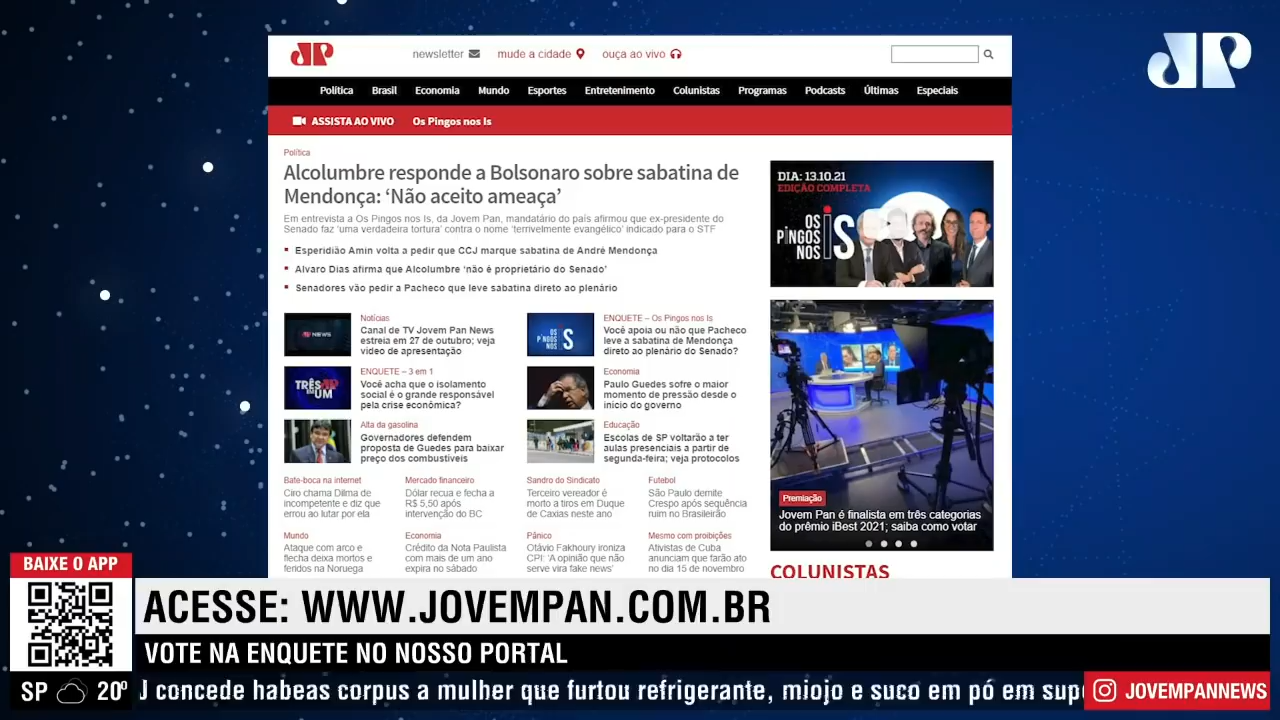 JP
newsletter
mude a cidade
ouça ao vivo
JP
Política Brasil Economia Mundo Esportes Entretenimento Colunistas Programas Podcasts Últimas Especiais
ASSISTA AO VIVO Os Pingos nos Is
Política
Alcolumbre responde a Bolsonaro sobre sabatina de
Mendonça: ‘Não aceito ameaça’
Em entrevista a Os Pingos nos Is, da Jovem Pan, mandatário do país afirmou que ex-presidente do
Senado faz ‘uma verdadeira tortura’ contra o nome ‘terrivelmente evangélico’ indicado para o STF
Esperidião Amin volta a pedir que CCJ marque sabatina de André Mendonça
Alvaro Dias afirma que Alcolumbre ‘não é proprietário do Senado’
Senadores vão pedir a Pacheco que leve sabatina direto ao plenário
DIA: 13.10.21
EDIÇÃO COMPLETA
OS
PINGOS
NOS
iS
JP NEWS
Notícias
Canal de TV Jovem Pan News
estreia em 27 de outubro; veja
vídeo de apresentação
OS
PINGOS
NOS
iS
ENQUETE – Os Pingos nos Is
Você apoia ou não que Pacheco
leve a sabatina de Mendonça
direto ao plenário do Senado?
TRÊS
EM UM
ENQUETE – 3 em 1
Você acha que o isolamento
social é o grande responsável
pela crise econômica?
Economia
Paulo Guedes sofre o maior
momento de pressão desde o
início do governo
Alta da gasolina
Governadores defendem
proposta de Guedes para baixar
preço dos combustíveis
Educação
Escolas de SP voltarão a ter
aulas presenciais a partir de
segunda-feira; veja protocolos
Bate-boca na internet
Ciro chama Dilma de
incompetente e diz que
errou ao lutar por ela
Mercado financeiro
Dólar recua e fecha a
R$ 5,50 após
intervenção do BC
Sandro do Sindicato
Terceiro vereador é
morto a tiros em Duque
de Caxias neste ano
Futebol
São Paulo demite
Crespo após sequência
ruim no Brasileirão
Premiação
Jovem Pan é finalista em três categorias
do prêmio iBest 2021; saiba como votar
Mundo
Ataque com arco e
flecha deixa mortos e
feridos na Noruega
Economia
Crédito da Nota Paulista
com mais de um ano
expira no sábado
Pânico
Otávio Fakhoury ironiza
CPI: ‘A opinião que não
serve vira fake news’
Mesmo com proibições
Ativistas de Cuba
anunciam que farão ato
no dia 15 de novembro
COLUNISTAS
BAIXE O APP
ACESSE: WWW.JOVEMPAN.COM.BR
VOTE NA ENQUETE NO NOSSO PORTAL
SP 20º
J concede habeas corpus a mulher que furtou refrigerante, miojo e suco em pó em supe
JOVEMPANNEWS